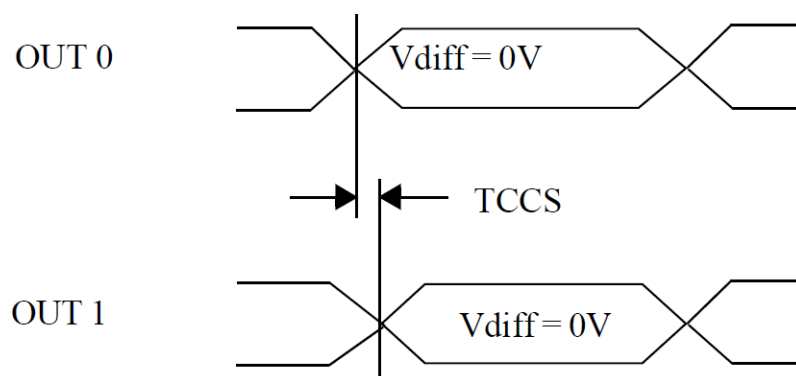 OUT 0
Vdiff = 0V
TCCS
OUT 1
Vdiff = 0V